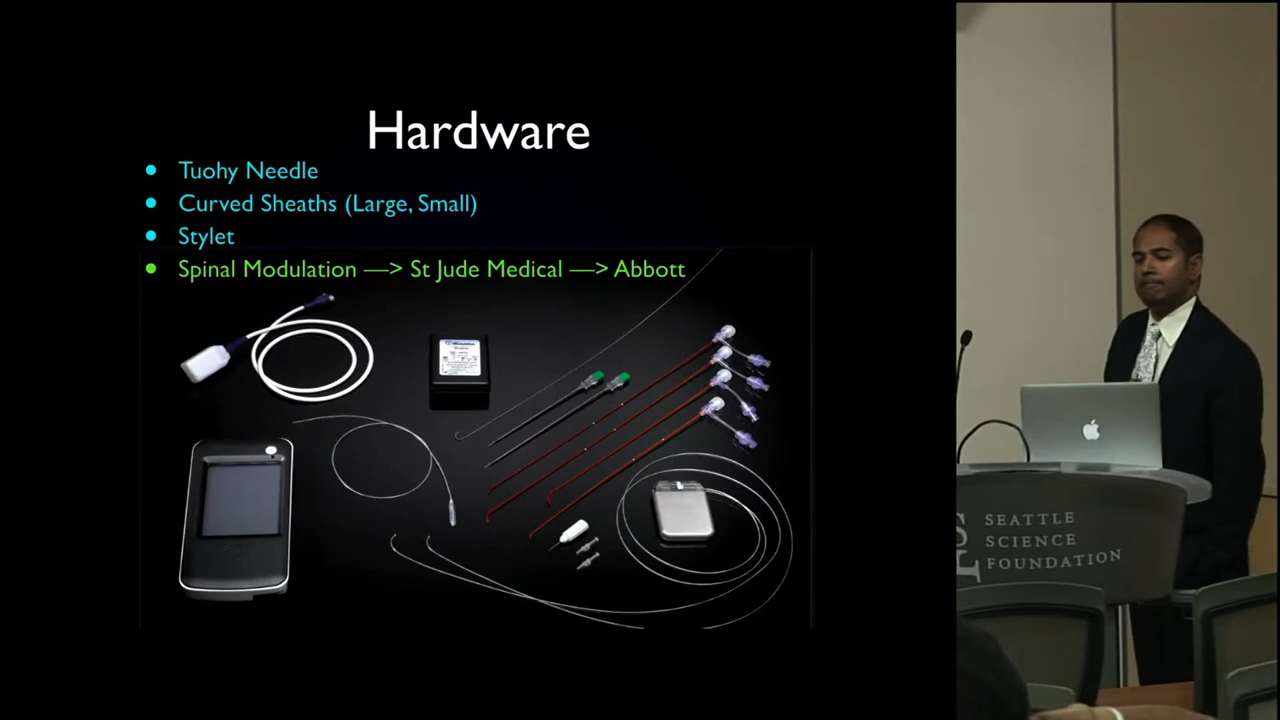 Hardware
• Tuohy Needle
• Curved Sheaths (Large, Small)
• Stylet
• Spinal Modulation —> St Jude Medical —> Abbott
SEATTLE
SCIENCE
FOUNDATION